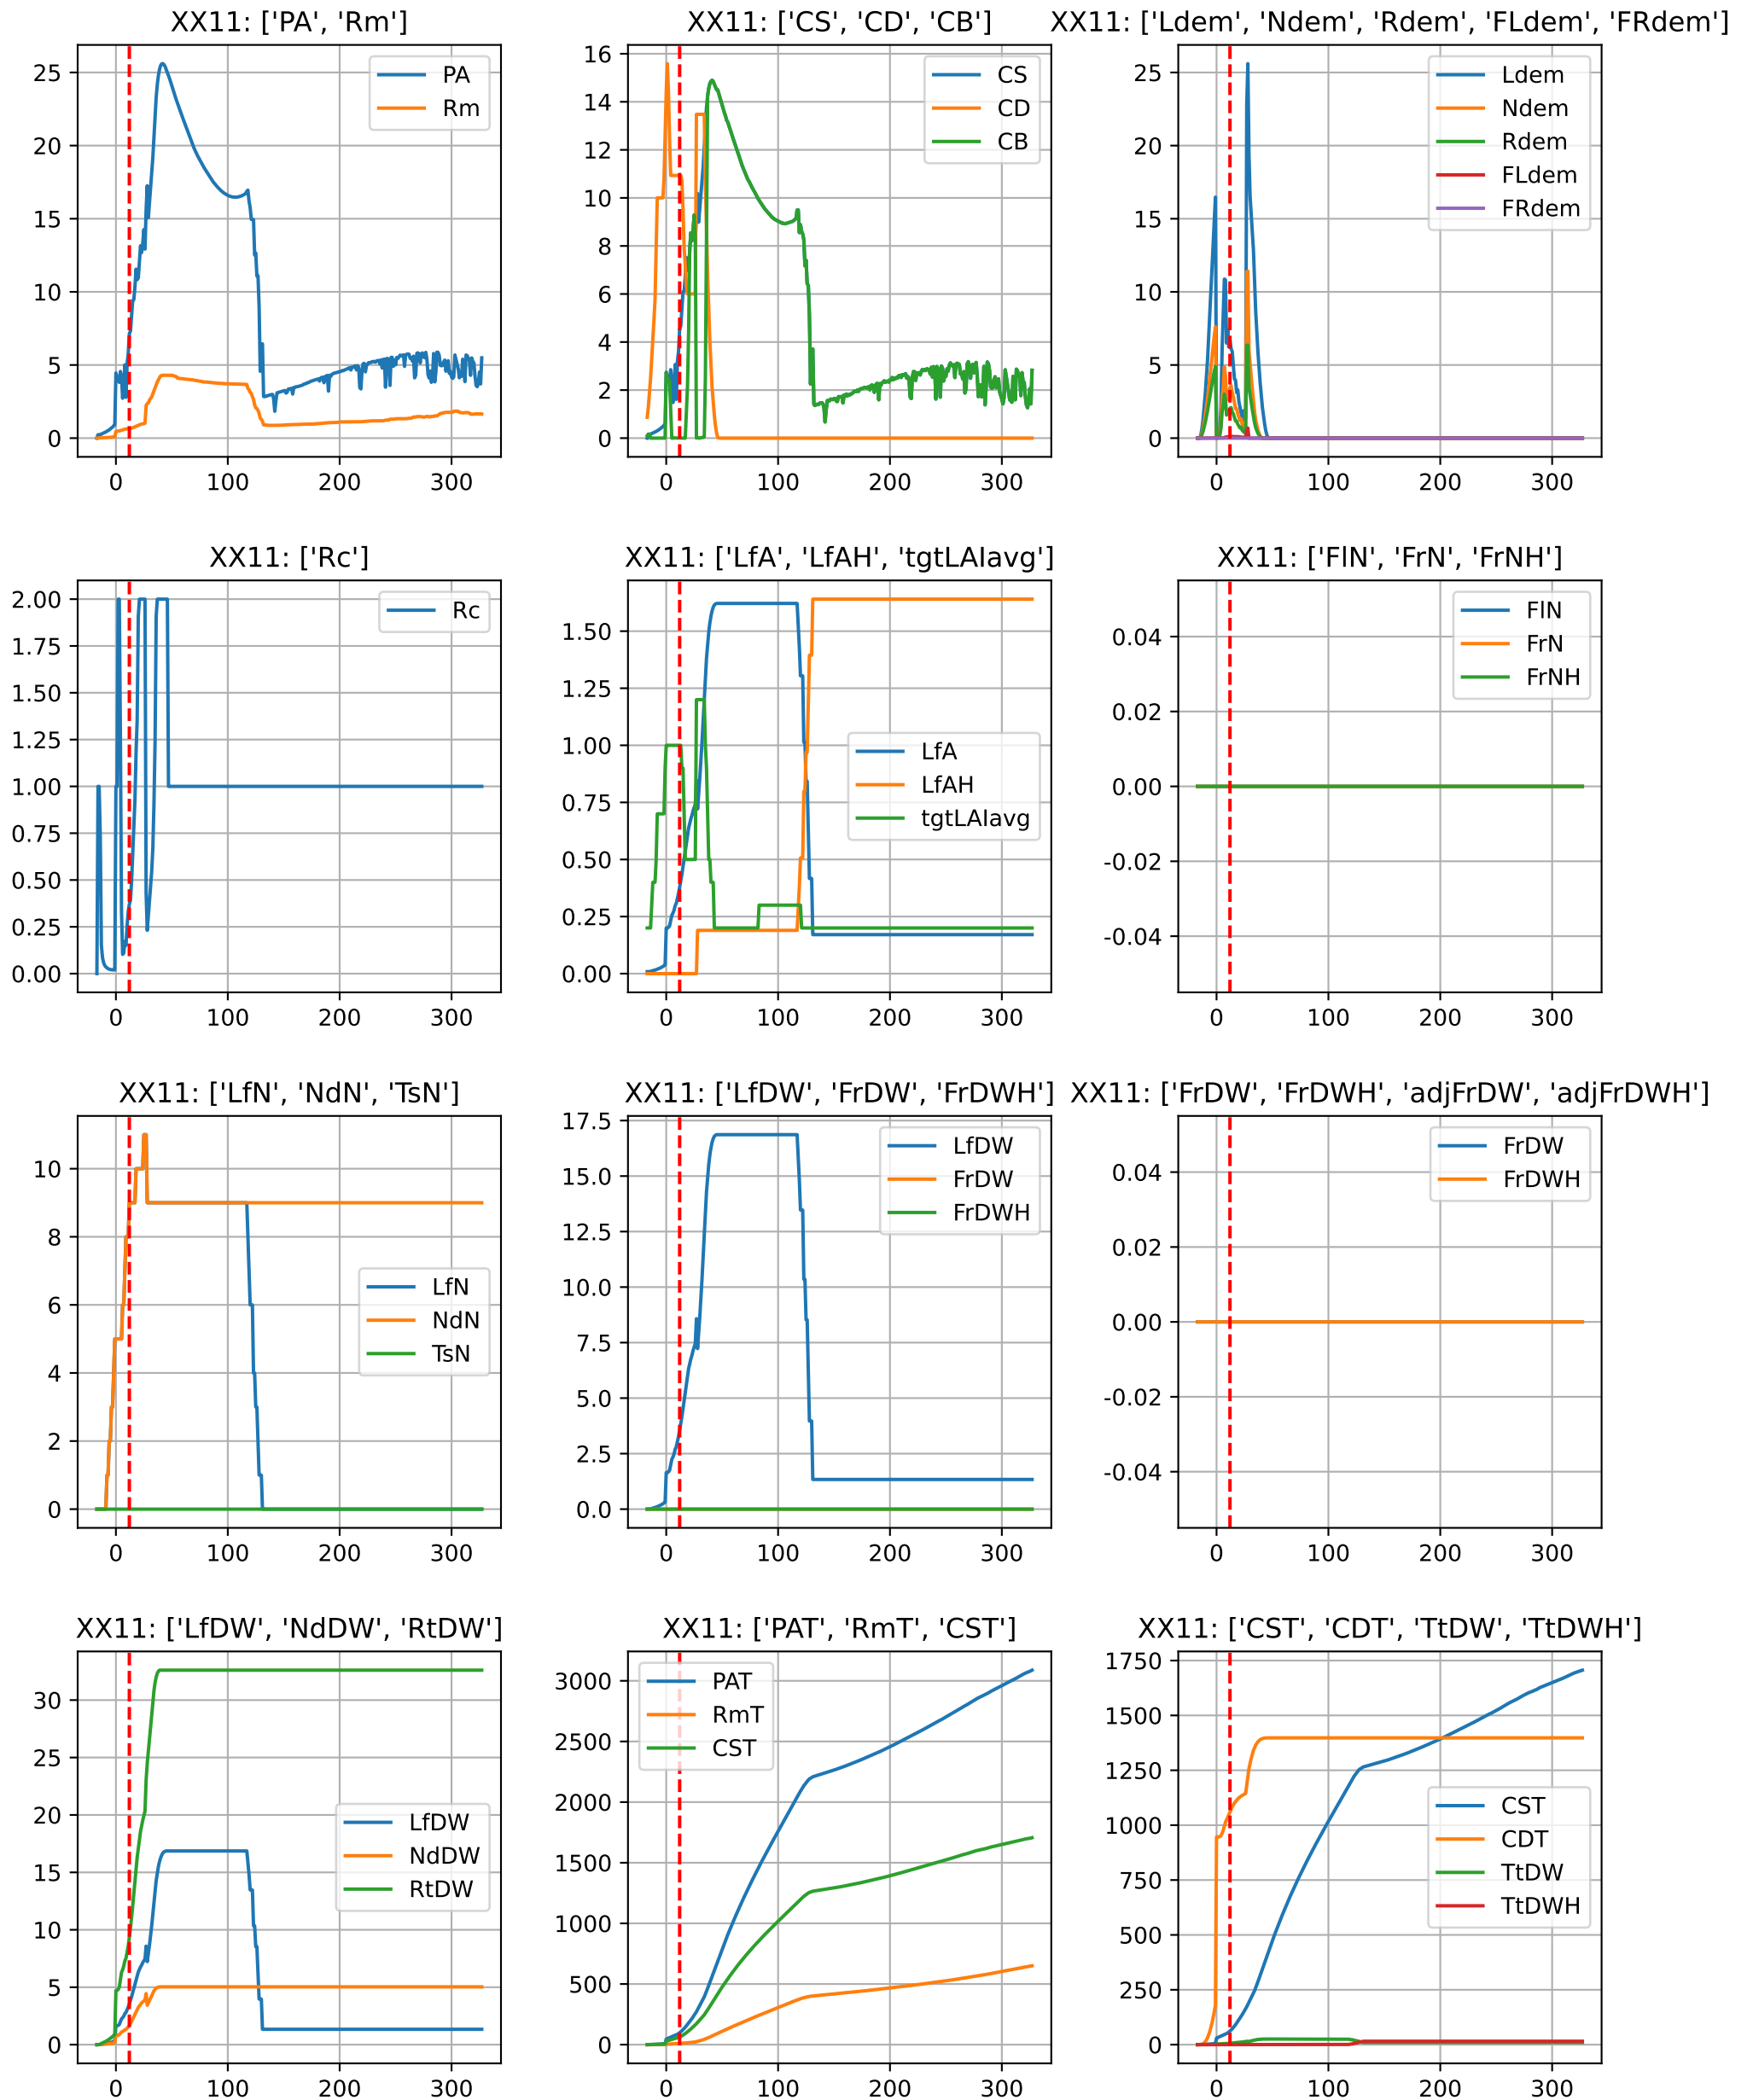 XX11: ['PA', 'Rm']
25
20
15
10
5
0
0 100 200 300
PA
Rm
XX11: ['CS', 'CD', 'CB']
16
14
12
10
8
6
4
2
0
0 100 200 300
CS
CD
CB
XX11: ['Ldem', 'Ndem', 'Rdem', 'FLdem', 'FRdem']
25
20
15
10
5
0
0 100 200 300
Ldem
Ndem
Rdem
FLdem
FRdem
XX11: ['Rc']
2.00
1.75
1.50
1.25
1.00
0.75
0.50
0.25
0.00
0 100 200 300
Rc
XX11: ['LfA', 'LfAH', 'tgtLAIavg']
1.50
1.25
1.00
0.75
0.50
0.25
0.00
0 100 200 300
LfA
LfAH
tgtLAIavg
XX11: ['FlN', 'FrN', 'FrNH']
0.04
0.02
0.00
-0.02
-0.04
0 100 200 300
FlN
FrN
FrNH
XX11: ['LfN', 'NdN', 'TsN']
10
8
6
4
2
0
0 100 200 300
LfN
NdN
TsN
XX11: ['LfDW', 'FrDW', 'FrDWH']
17.5
15.0
12.5
10.0
7.5
5.0
2.5
0.0
0 100 200 300
LfDW
FrDW
FrDWH
XX11: ['FrDW', 'FrDWH', 'adjFrDW', 'adjFrDWH']
0.04
0.02
0.00
-0.02
-0.04
0 100 200 300
FrDW
FrDWH
XX11: ['LfDW', 'NdDW', 'RtDW']
30
25
20
15
10
5
0
0 100 200 300
LfDW
NdDW
RtDW
XX11: ['PAT', 'RmT', 'CST']
3000
2500
2000
1500
1000
500
0
0 100 200 300
PAT
RmT
CST
XX11: ['CST', 'CDT', 'TtDW', 'TtDWH']
1750
1500
1250
1000
750
500
250
0
0 100 200 300
CST
CDT
TtDW
TtDWH